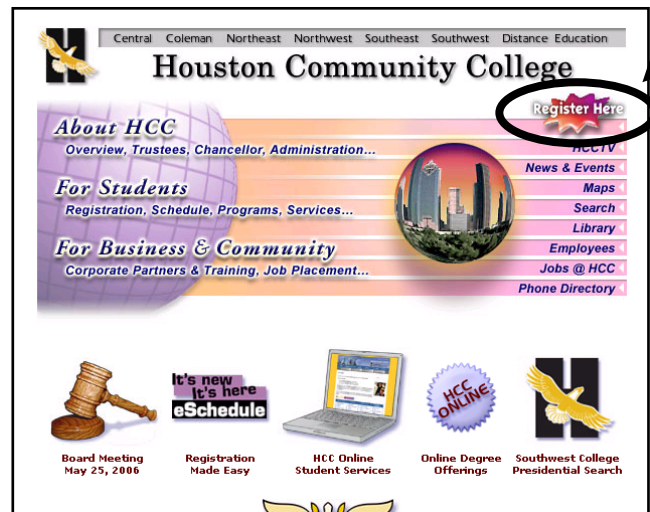 Central Coleman Northeast Northwest Southeast Southwest Distance Education
Houston Community College
Register Here
About HCC
Overview, Trustees, Chancellor, Administration...
HCCTV
News & Events
For Students
Maps
Registration, Schedule, Programs, Services...
Search
Library
For Business & Community
Employees
Corporate Partners & Training, Job Placement...
Jobs @ HCC
Phone Directory
It's new
It's here
eSchedule
HCC
ONLINE
Board Meeting
May 25, 2006
Registration
Made Easy
HCC Online
Student Services
Online Degree
Offerings
Southwest College
Presidential Search